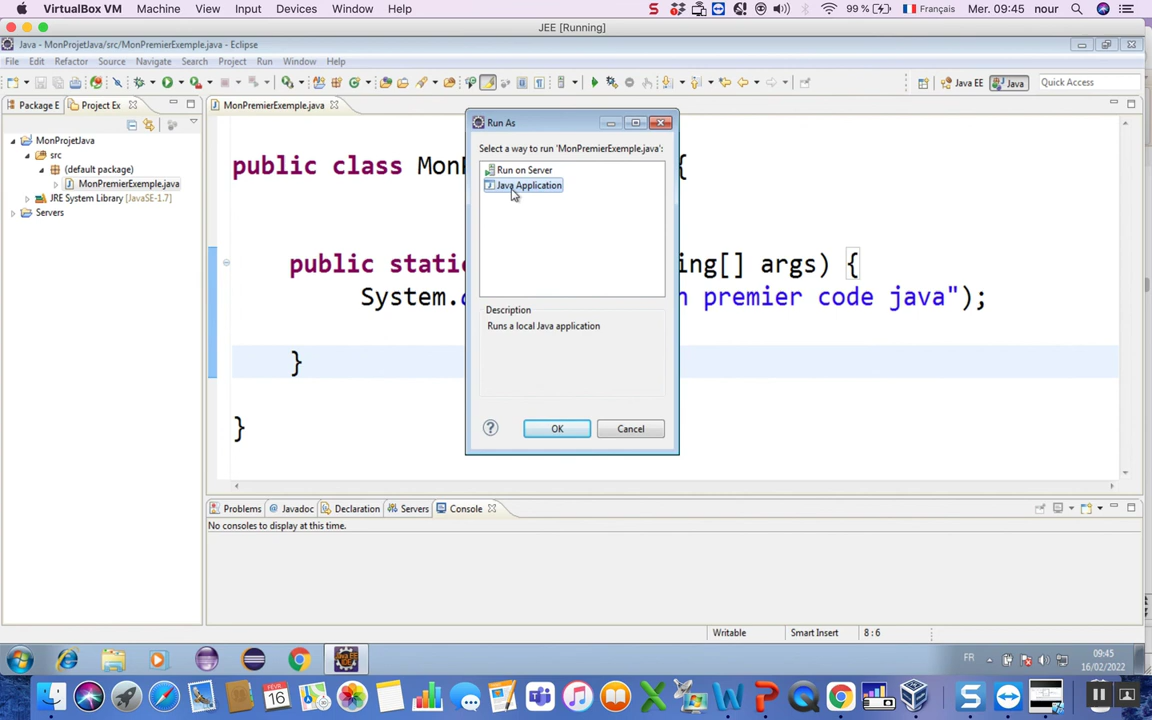 VirtualBox VM Machine View Input Devices Window Help 99 % Français Mer. 09:45 nour
JEE [Running]
Java - MonProjetJava/src/MonPremierExemple.java - Eclipse
File Edit Refactor Source Navigate Search Project Run Window Help
Java EE Java Quick Access
Package E Project Ex MonPremierExemple.java
MonProjetJava
src
(default package)
MonPremierExemple.java
JRE System Library [JavaSE-1.7]
Servers
public class {
public ing[] args) {
System. premier code java");
}
}
Run As
Select a way to run 'MonPremierExemple.java':
Run on Server
Java Application
Description
Runs a local Java application
OK Cancel
Problems @ Javadoc Declaration Servers Console
No consoles to display at this time.
Writable Smart Insert 8 : 6
FR 09:45
16/02/2022
FEVR
16